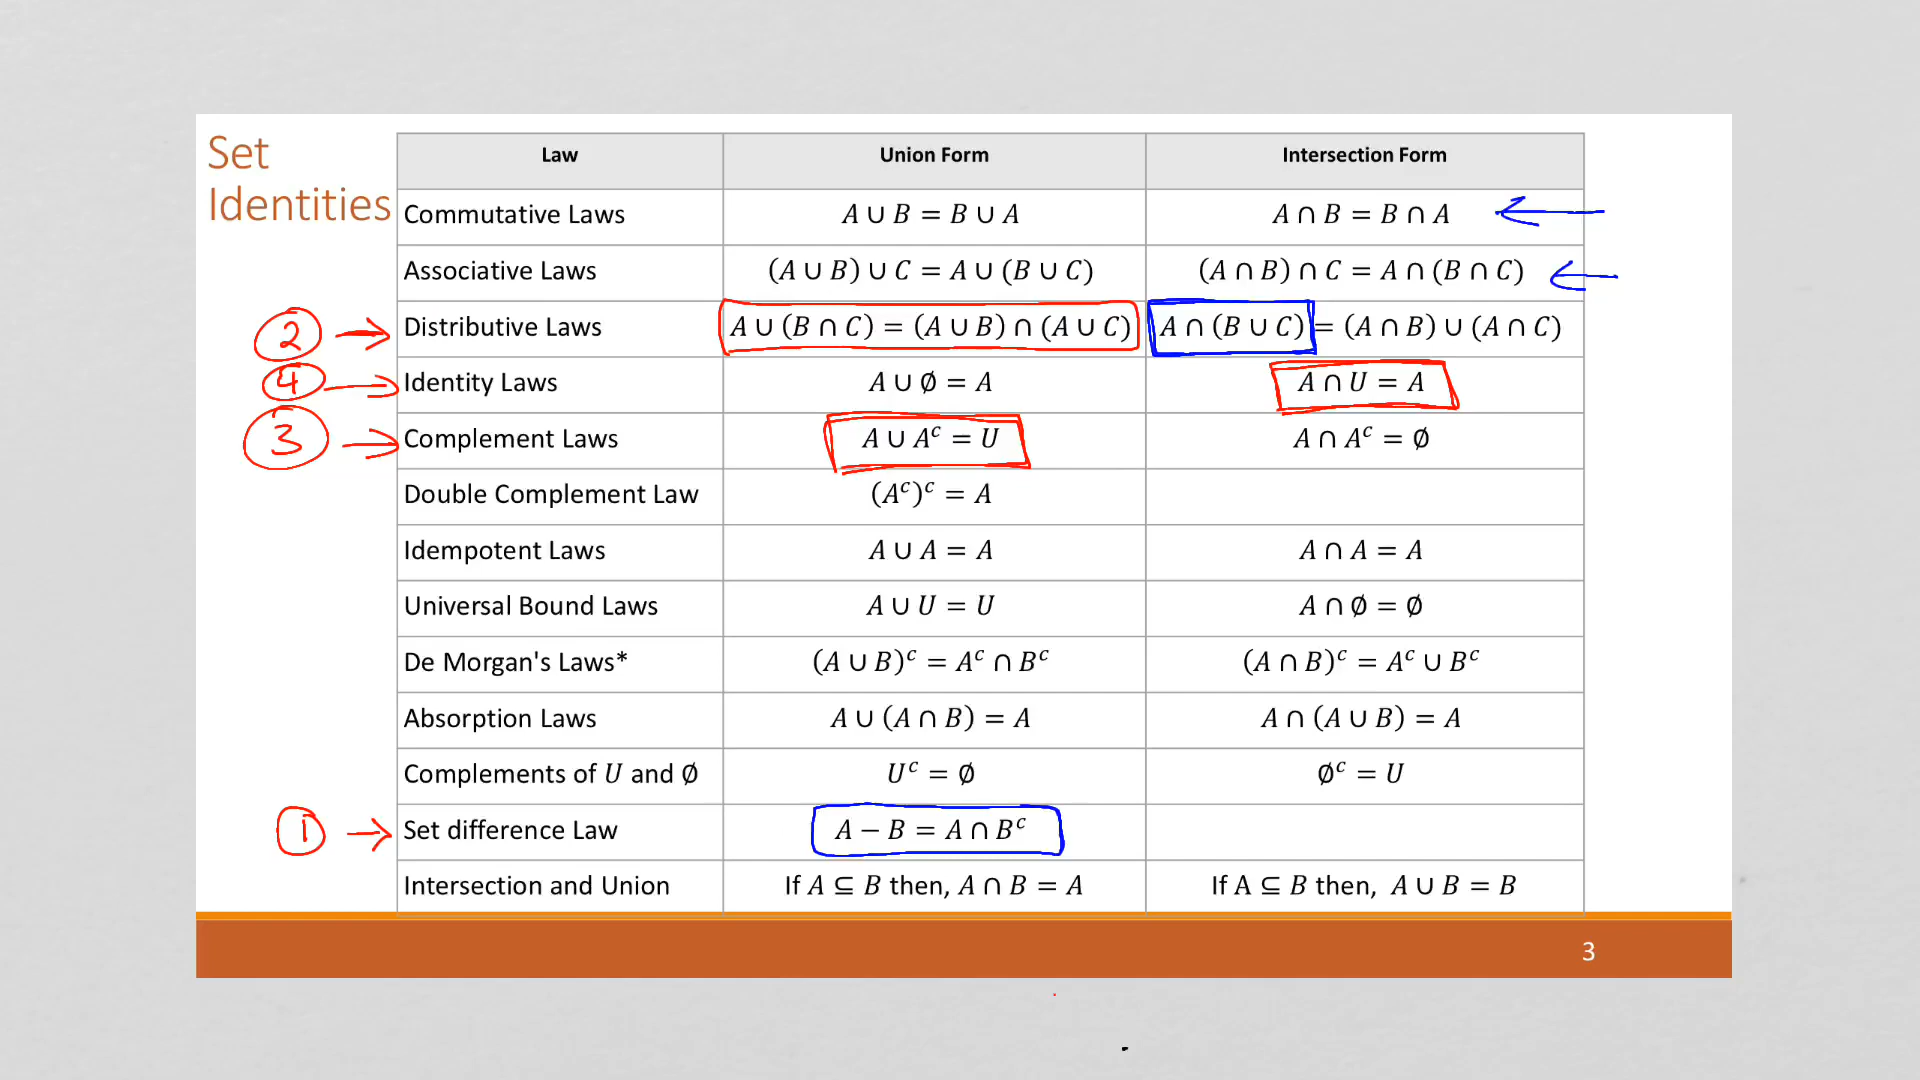 Set
Identities
Law Union Form Intersection Form
Commutative Laws A ∪ B = B ∪ A A ∩ B = B ∩ A
Associative Laws (A ∪ B) ∪ C = A ∪ (B ∪ C) (A ∩ B) ∩ C = A ∩ (B ∩ C)
2 → Distributive Laws A ∪ (B ∩ C) = (A ∪ B) ∩ (A ∪ C) A ∩ (B ∪ C) = (A ∩ B) ∪ (A ∩ C)
4 → Identity Laws A ∪ ∅ = A A ∩ U = A
3 → Complement Laws A ∪ Aᶜ = U A ∩ Aᶜ = ∅
Double Complement Law (Aᶜ)ᶜ = A
Idempotent Laws A ∪ A = A A ∩ A = A
Universal Bound Laws A ∪ U = U A ∩ ∅ = ∅
De Morgan's Laws* (A ∪ B)ᶜ = Aᶜ ∩ Bᶜ (A ∩ B)ᶜ = Aᶜ ∪ Bᶜ
Absorption Laws A ∪ (A ∩ B) = A A ∩ (A ∪ B) = A
Complements of U and ∅ Uᶜ = ∅ ∅ᶜ = U
1 → Set difference Law A − B = A ∩ Bᶜ
Intersection and Union If A ⊆ B then, A ∩ B = A If A ⊆ B then, A ∪ B = B
3